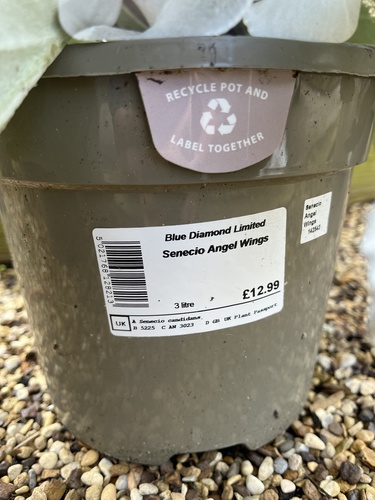 RECYCLE POT AND
LABEL TOGETHER
Blue Diamond Limited
Senecio Angel Wings
3 litre
£12.99
UK
A Senecio candidans
B 5225 C AN 3023 D GB UK Plant Passport
Senecio
Angel
Wings